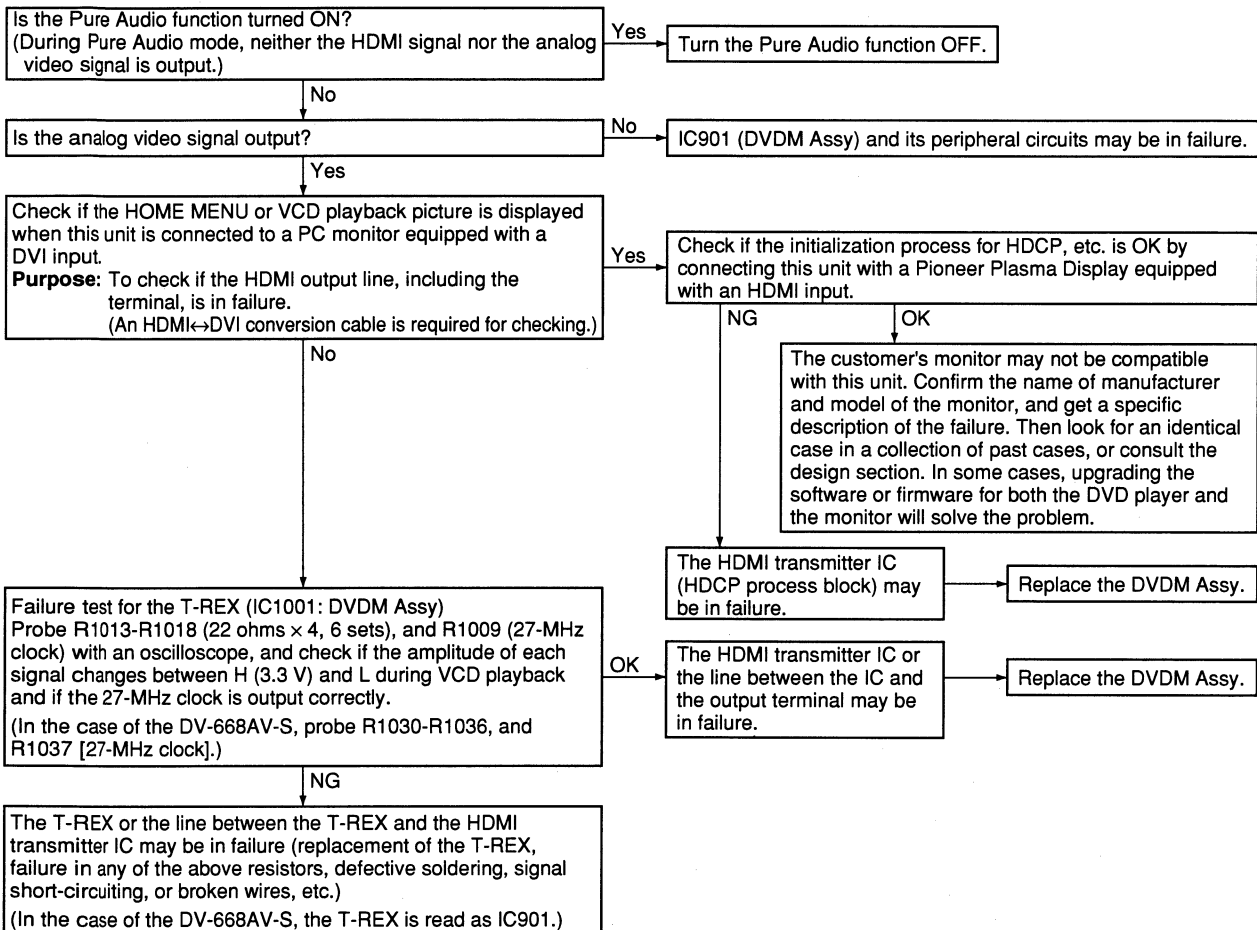 Is the Pure Audio function turned ON?
(During Pure Audio mode, neither the HDMI signal nor the analog
video signal is output.)
Yes
Turn the Pure Audio function OFF.
No
Is the analog video signal output?
No
IC901 (DVDM Assy) and its peripheral circuits may be in failure.
Yes
Check if the HOME MENU or VCD playback picture is displayed
when this unit is connected to a PC monitor equipped with a
DVI input.
Purpose: To check if the HDMI output line, including the
terminal, is in failure.
(An HDMI↔DVI conversion cable is required for checking.)
Yes
Check if the initialization process for HDCP, etc. is OK by
connecting this unit with a Pioneer Plasma Display equipped
with an HDMI input.
NG
OK
The customer's monitor may not be compatible
with this unit. Confirm the name of manufacturer
and model of the monitor, and get a specific
description of the failure. Then look for an identical
case in a collection of past cases, or consult the
design section. In some cases, upgrading the
software or firmware for both the DVD player and
the monitor will solve the problem.
The HDMI transmitter IC
(HDCP process block) may
be in failure.
Replace the DVDM Assy.
No
Failure test for the T-REX (IC1001: DVDM Assy)
Probe R1013-R1018 (22 ohms × 4, 6 sets), and R1009 (27-MHz
clock) with an oscilloscope, and check if the amplitude of each
signal changes between H (3.3 V) and L during VCD playback
and if the 27-MHz clock is output correctly.
(In the case of the DV-668AV-S, probe R1030-R1036, and
R1037 [27-MHz clock].)
OK
The HDMI transmitter IC or
the line between the IC and
the output terminal may be
in failure.
Replace the DVDM Assy.
NG
The T-REX or the line between the T-REX and the HDMI
transmitter IC may be in failure (replacement of the T-REX,
failure in any of the above resistors, defective soldering, signal
short-circuiting, or broken wires, etc.)
(In the case of the DV-668AV-S, the T-REX is read as IC901.)